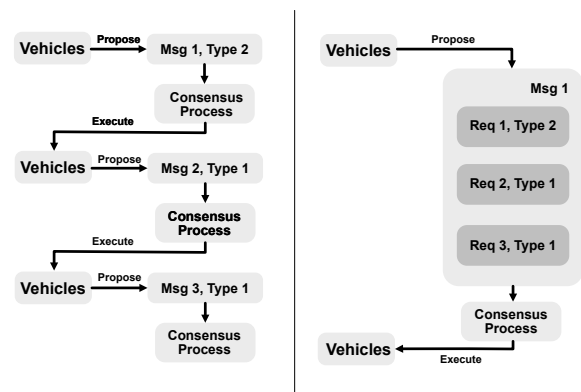 Vehicles
Propose
Msg 1, Type 2
Consensus
Process
Execute
Vehicles
Propose
Msg 2, Type 1
Consensus
Process
Execute
Vehicles
Propose
Msg 3, Type 1
Consensus
Process
Vehicles
Propose
Msg 1
Req 1, Type 2
Req 2, Type 1
Req 3, Type 1
Consensus
Process
Vehicles
Execute